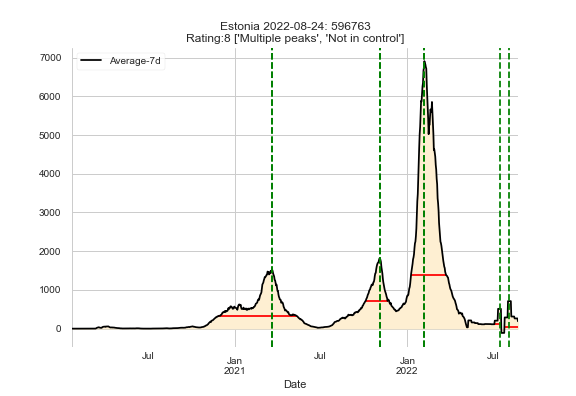 Estonia 2022-08-24: 596763
Rating:8 ['Multiple peaks', 'Not in control']
Average-7d
7000
6000
5000
4000
3000
2000
1000
0
Jul
Jan
2021
Jul
Jan
2022
Jul
Date